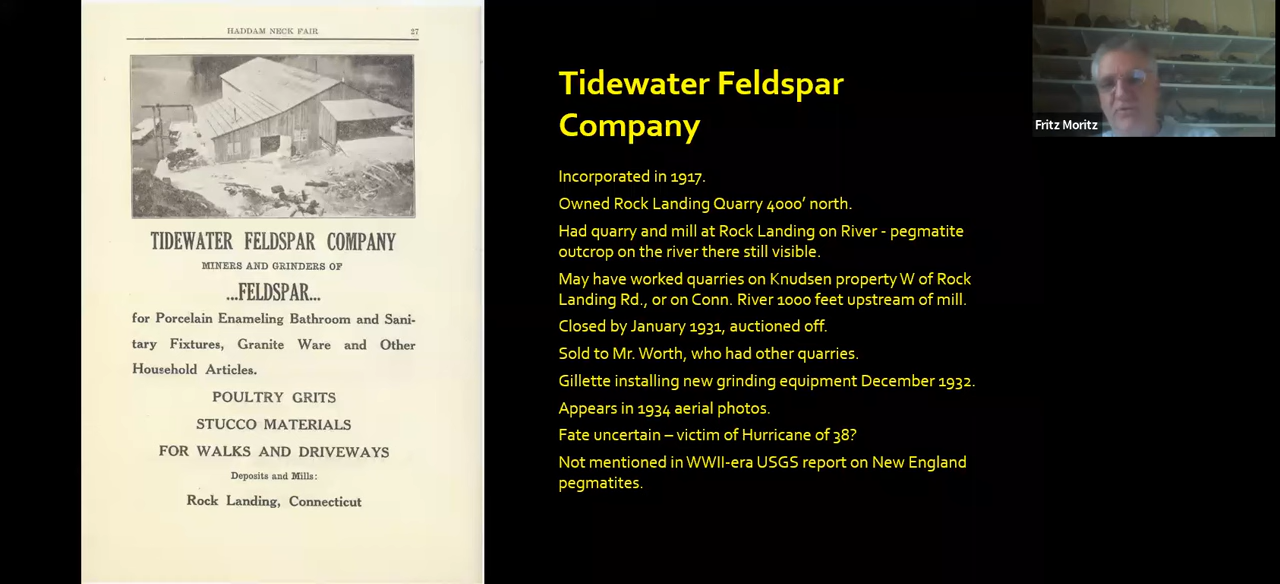 HADDAM NECK FAIR 27
TIDEWATER FELDSPAR COMPANY
MINERS AND GRINDERS OF
...FELDSPAR...
for Porcelain Enameling Bathroom and Sani-
tary Fixtures, Granite Ware and Other
Household Articles.
POULTRY GRITS
STUCCO MATERIALS
FOR WALKS AND DRIVEWAYS
Deposits and Mills:
Rock Landing, Connecticut
Tidewater Feldspar
Company
Incorporated in 1917.
Owned Rock Landing Quarry 4000' north.
Had quarry and mill at Rock Landing on River - pegmatite
outcrop on the river there still visible.
May have worked quarries on Knudsen property W of Rock
Landing Rd., or on Conn. River 1000 feet upstream of mill.
Closed by January 1931, auctioned off.
Sold to Mr. Worth, who had other quarries.
Gillette installing new grinding equipment December 1932.
Appears in 1934 aerial photos.
Fate uncertain – victim of Hurricane of 38?
Not mentioned in WWII-era USGS report on New England
pegmatites.
Fritz Moritz